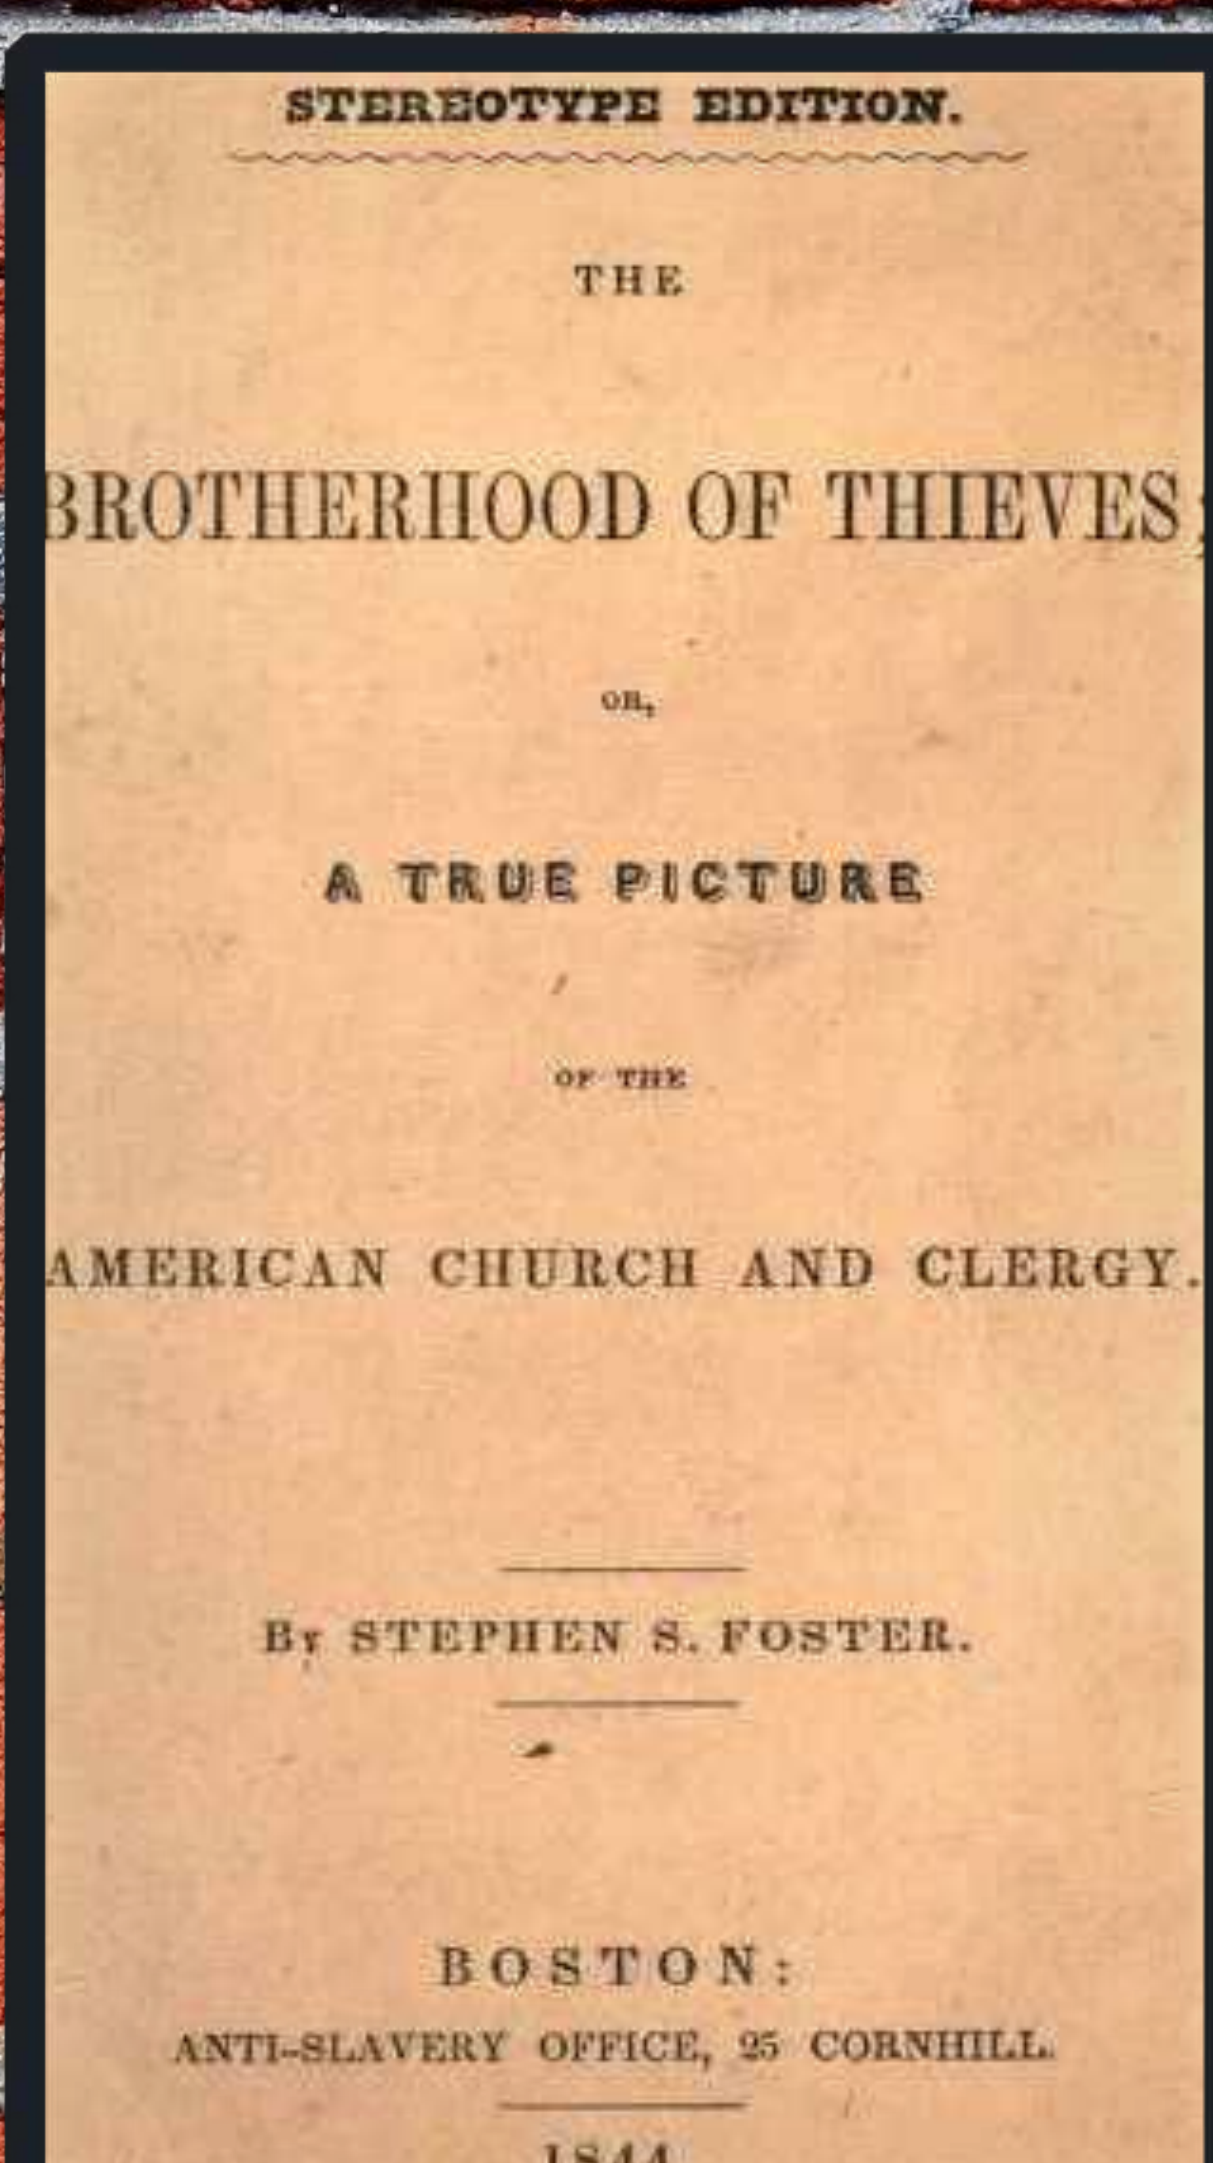 STEREOTYPE EDITION.
THE
BROTHERHOOD OF THIEVES;
OR,
A TRUE PICTURE
OF THE
AMERICAN CHURCH AND CLERGY.
By STEPHEN S. FOSTER.
BOSTON:
ANTI-SLAVERY OFFICE, 25 CORNHILL.
1844